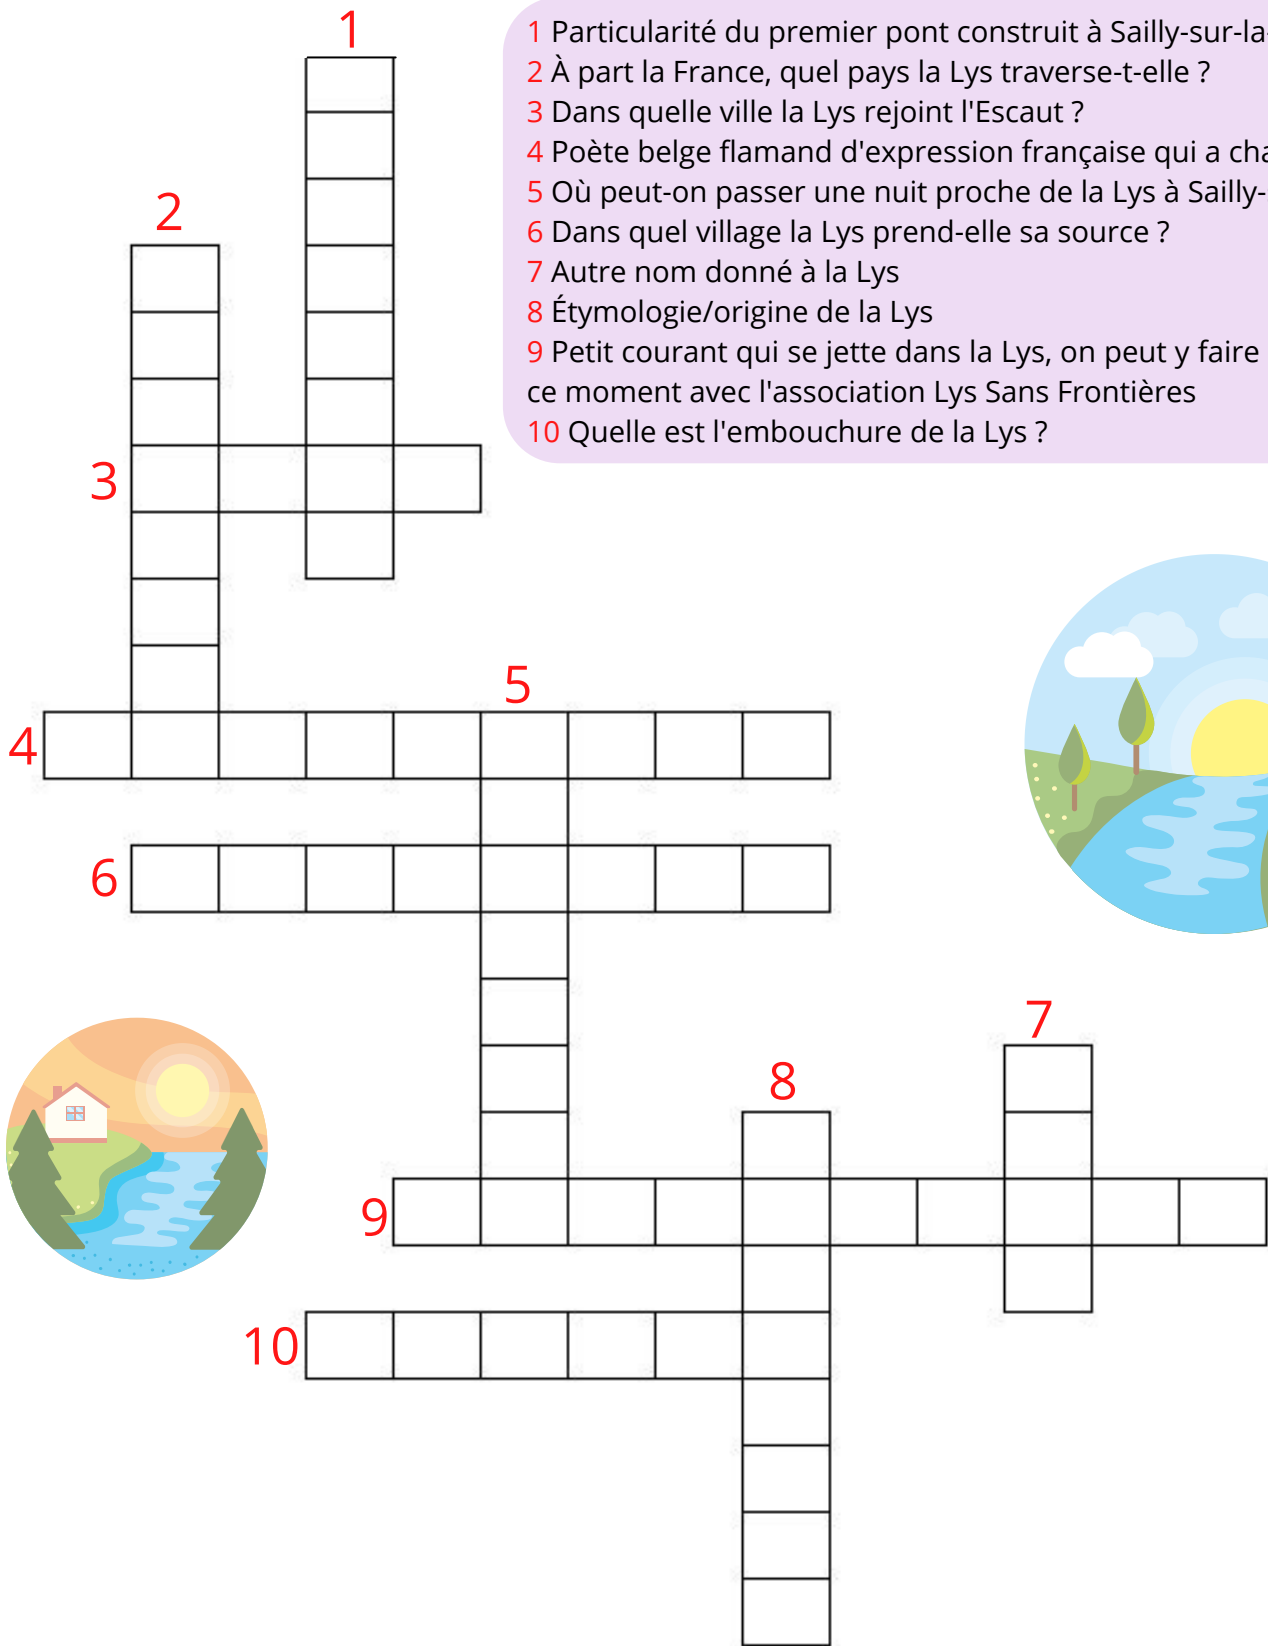 1 Particularité du premier pont construit à Sailly-sur-la-
2 À part la France, quel pays la Lys traverse-t-elle ?
3 Dans quelle ville la Lys rejoint l'Escaut ?
4 Poète belge flamand d'expression française qui a cha
5 Où peut-on passer une nuit proche de la Lys à Sailly-
6 Dans quel village la Lys prend-elle sa source ?
7 Autre nom donné à la Lys
8 Étymologie/origine de la Lys
9 Petit courant qui se jette dans la Lys, on peut y faire
ce moment avec l'association Lys Sans Frontières
10 Quelle est l'embouchure de la Lys ?
1
2
3
5
4
6
7
8
9
10